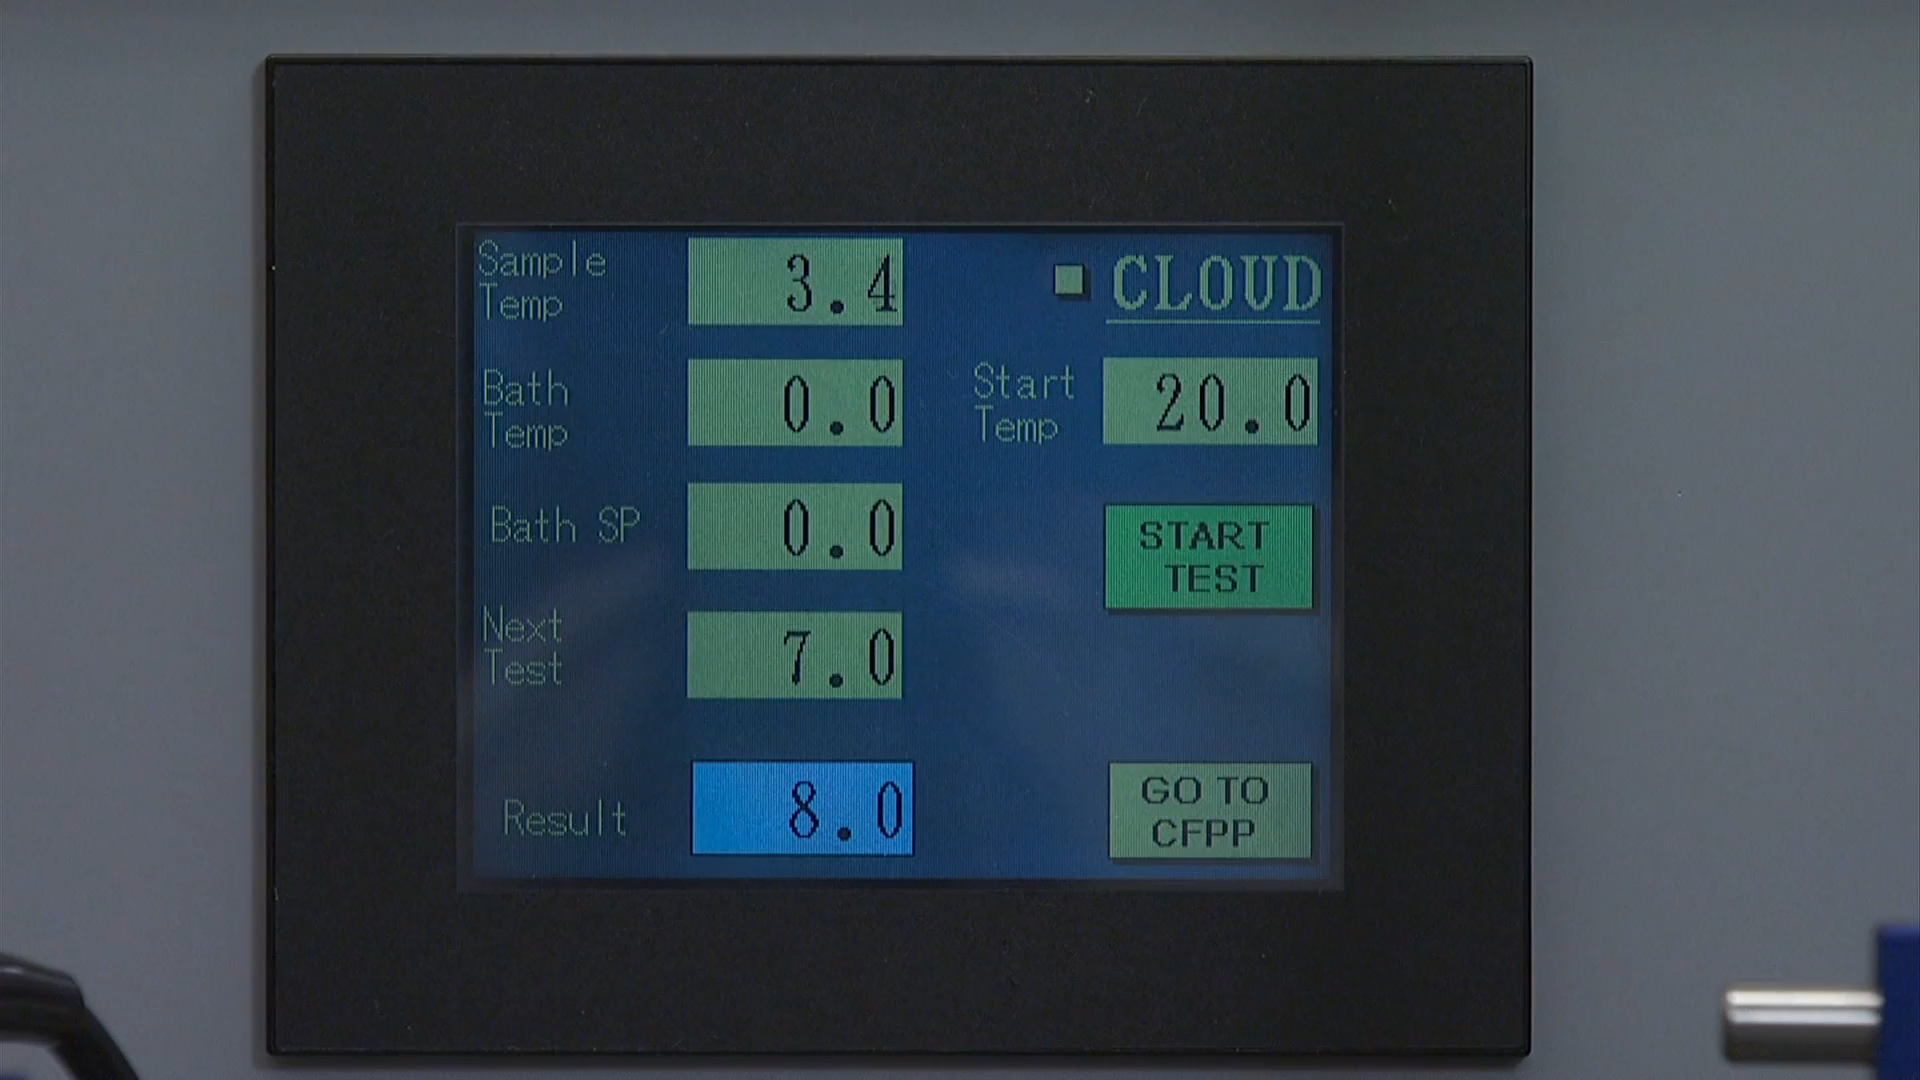 Sample
Temp
3.4
CLOUD
Bath
Temp
0.0
Start
Temp
20.0
Bath SP
0.0
START
TEST
Next
Test
7.0
Result
8.0
GO TO
CFPP